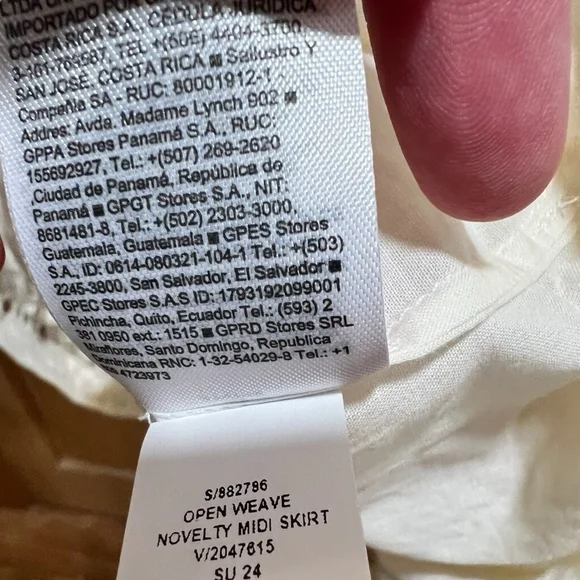 IMPORTADO POR
COSTA RICA S.A., CÉDULA JURÍDICA
3-101-769587, TEL +(506) 4404-3700
SAN JOSE, COSTA RICA ■ Sallustro Y
Compañía SA - RUC: 80001912-1
Addres: Avda. Madame Lynch 902 ■
GPPA Stores Panamá S.A., RUC:
155692927, Tel.: +(507) 269-2620
,Ciudad de Panamá, República de
Panamá ■ GPGT Stores S.A., NIT:
8681481-8, Tel.: +(502) 2303-3000,
Guatemala, Guatemala ■ GPES Stores
S.A., ID: 0614-080321-104-1 Tel.: +(503)
2245-3800, San Salvador, El Salvador ■
GPEC Stores S.A.S ID: 1793192099001
Pichincha, Quito, Ecuador Tel.: (593) 2
381 0950 ext.: 1515 ■ GPRD Stores SRL
Miraflores, Santo Domingo, Republica
Dominicana RNC: 1-32-54029-8 Tel.: +1
4723973
S/882786
OPEN WEAVE
NOVELTY MIDI SKIRT
V/2047615
SU 24